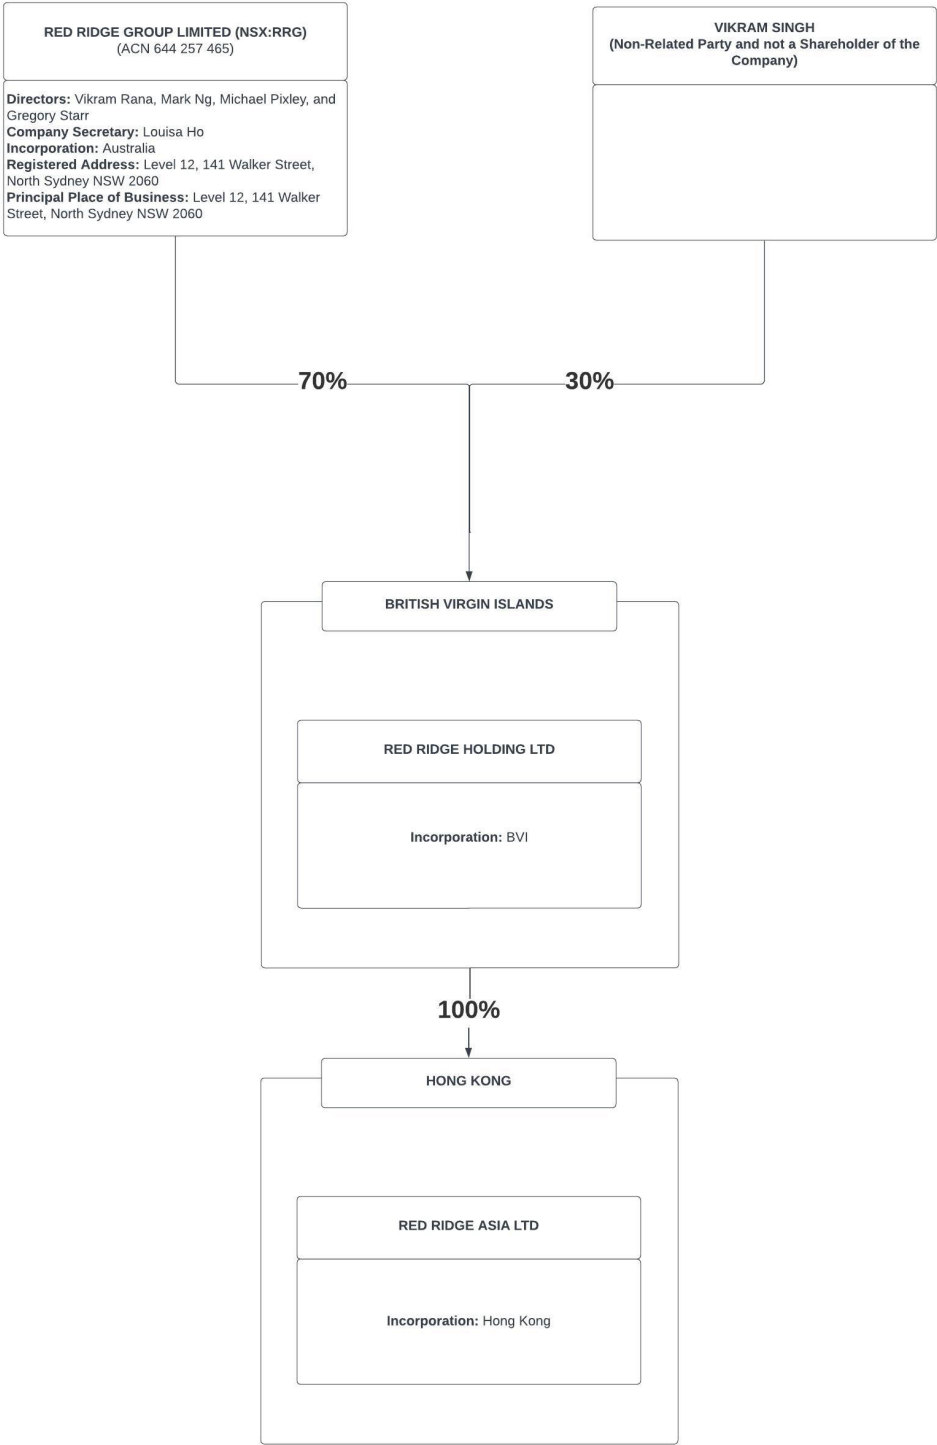 RED RIDGE GROUP LIMITED (NSX:RRG)
(ACN 644 257 465)
Directors: Vikram Rana, Mark Ng, Michael Pixley, and
Gregory Starr
Company Secretary: Louisa Ho
Incorporation: Australia
Registered Address: Level 12, 141 Walker Street,
North Sydney NSW 2060
Principal Place of Business: Level 12, 141 Walker
Street, North Sydney NSW 2060
VIKRAM SINGH
(Non-Related Party and not a Shareholder of the
Company)
70%
30%
BRITISH VIRGIN ISLANDS
RED RIDGE HOLDING LTD
Incorporation: BVI
100%
HONG KONG
RED RIDGE ASIA LTD
Incorporation: Hong Kong